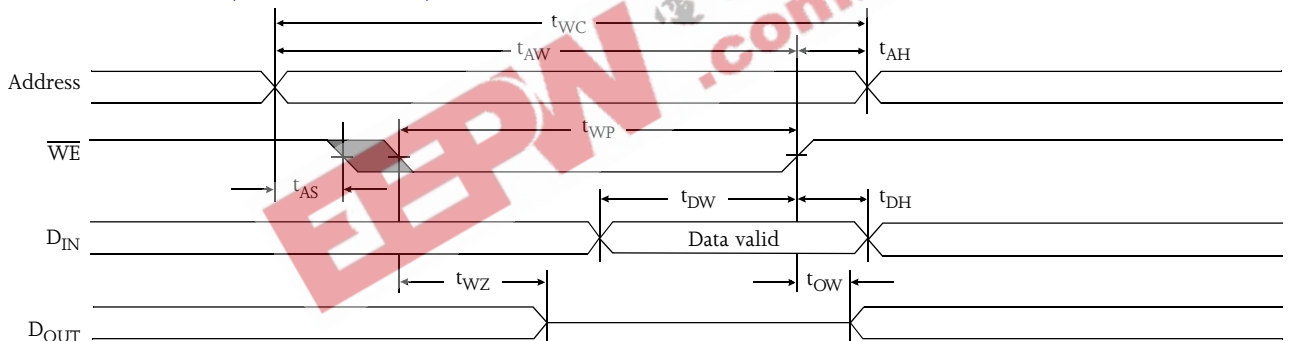 tWC
tAW
tAH
Address
tWP
WE
tAS
tDW
tDH
DIN
Data valid
tWZ
tOW
DOUT
EEPW .com